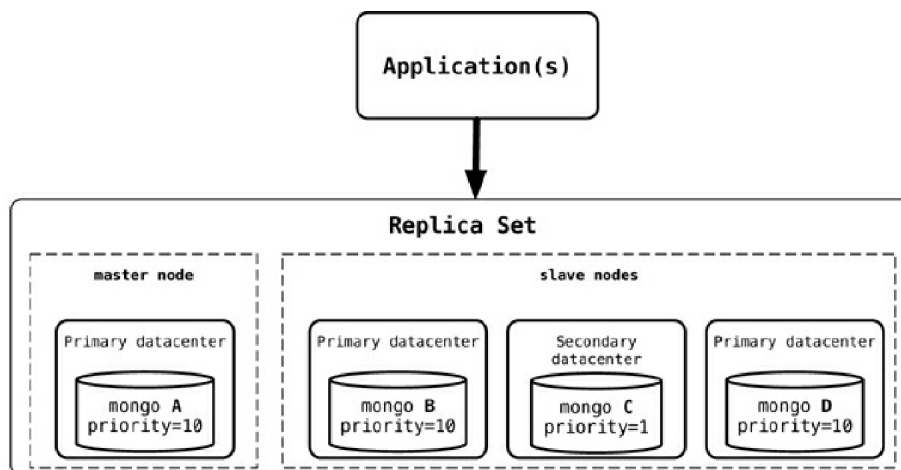 Application(s)
Replica Set
master node
slave nodes
Primary datacenter
mongo A
priority=10
Primary datacenter
mongo B
priority=10
Secondary
datacenter
mongo C
priority=1
Primary datacenter
mongo D
priority=10